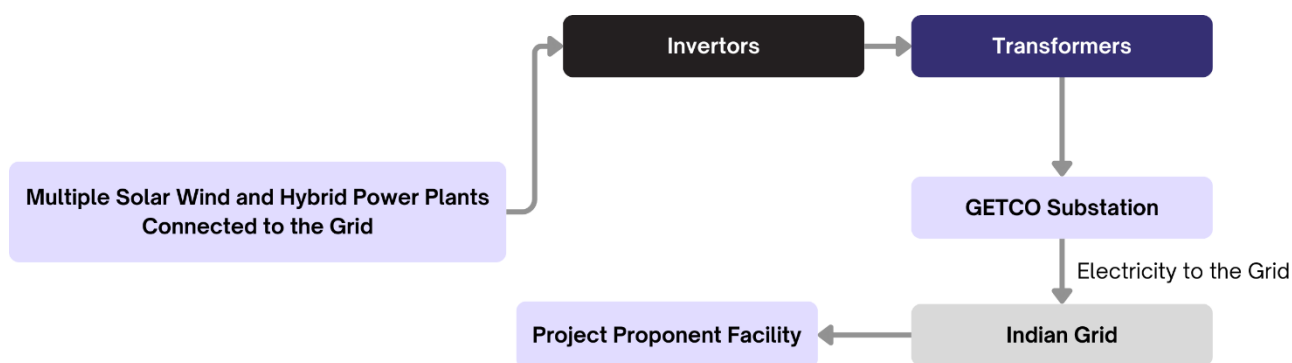 Invertors
Transformers
Multiple Solar Wind and Hybrid Power Plants
Connected to the Grid
GETCO Substation
Electricity to the Grid
Project Proponent Facility
Indian Grid